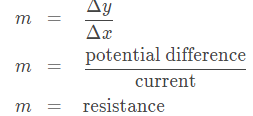 m = Δy
Δx
m = potential difference
current
m = resistance